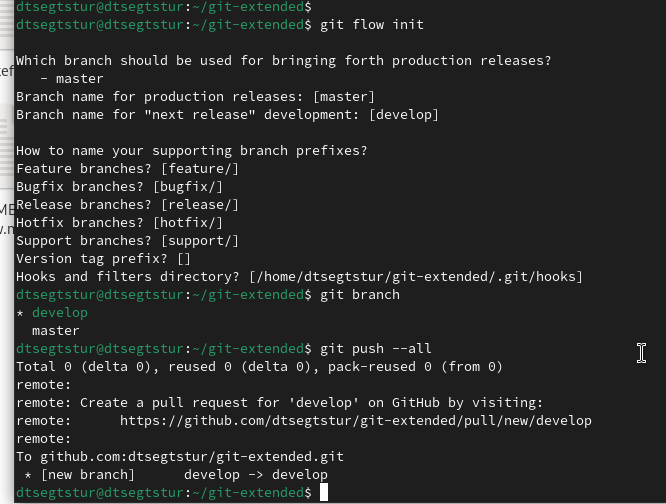 dtsegtstur@dtsegtstur:~/git-extended$
dtsegtstur@dtsegtstur:~/git-extended$ git flow init
Which branch should be used for bringing forth production releases?
   - master
Branch name for production releases: [master]
Branch name for "next release" development: [develop]
How to name your supporting branch prefixes?
Feature branches? [feature/]
Bugfix branches? [bugfix/]
Release branches? [release/]
Hotfix branches? [hotfix/]
Support branches? [support/]
Version tag prefix? []
Hooks and filters directory? [/home/dtsegtstur/git-extended/.git/hooks]
dtsegtstur@dtsegtstur:~/git-extended$ git branch
* develop
  master
dtsegtstur@dtsegtstur:~/git-extended$ git push --all
Total 0 (delta 0), reused 0 (delta 0), pack-reused 0 (from 0)
remote:
remote: Create a pull request for 'develop' on GitHub by visiting:
remote:      https://github.com/dtsegtstur/git-extended/pull/new/develop
remote:
To github.com:dtsegtstur/git-extended.git
 * [new branch]      develop -> develop
dtsegtstur@dtsegtstur:~/git-extended$